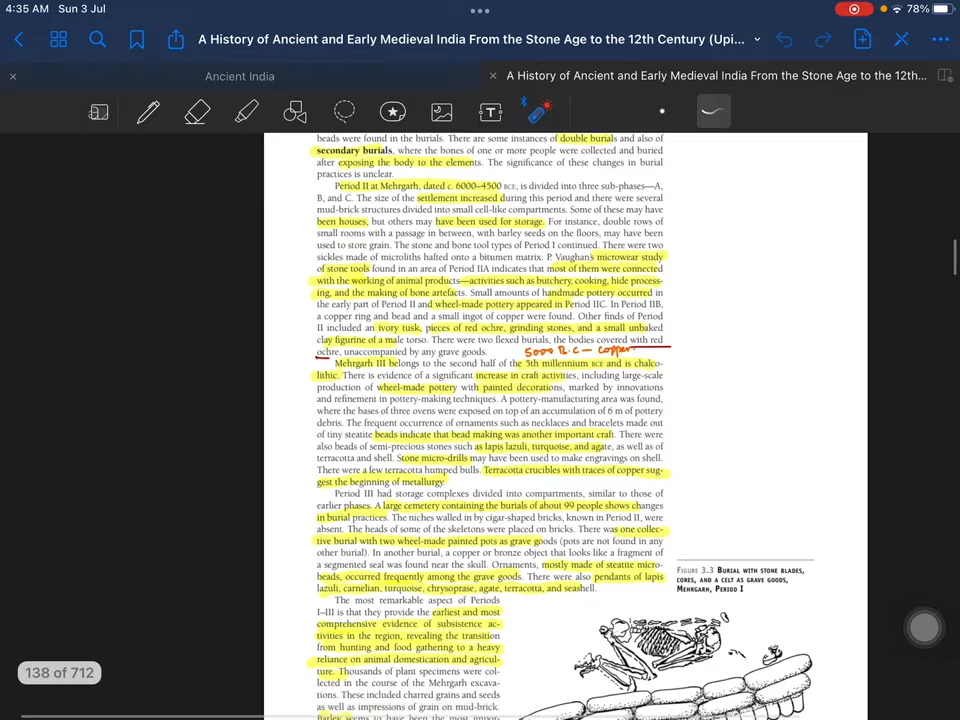 4:35 AM Sun 3 Jul
78%
A History of Ancient and Early Medieval India From the Stone Age to the 12th Century (Upi...
Ancient India
A History of Ancient and Early Medieval India From the Stone Age to the 12th...
beads were found in the burials. There are some instances of double burials and also of
secondary burials, where the bones of one or more people were collected and buried
after exposing the body to the elements. The significance of these changes in burial
practices is unclear.
Period II at Mehrgarh, dated c. 6000–4500 BCE, is divided into three sub-phases—A,
B, and C. The size of the settlement increased during this period and there were several
mud-brick structures divided into small cell-like compartments. Some of these may have
been houses, but others may have been used for storage. For instance, double rows of
small rooms with a passage in between, with barley seeds on the floors, may have been
used to store grain. The stone and bone tool types of Period I continued. There were two
sickles made of microliths hafted onto a bitumen matrix. P. Vaughan's microwear study
of stone tools found in an area of Period IIA indicates that most of them were connected
with the working of animal products—activities such as butchery, cooking, hide process-
ing, and the making of bone artefacts. Small amounts of handmade pottery occurred in
the early part of Period II and wheel-made pottery appeared in Period IIC. In Period IIB,
a copper ring and bead and a small ingot of copper were found. Other finds of Period
II included an ivory tusk, pieces of red ochre, grinding stones, and a small unbaked
clay figurine of a male torso. There were two flexed burials, the bodies covered with red
ochre, unaccompanied by any grave goods.
5000 B.C – copper
Mehrgarh III belongs to the second half of the 5th millennium BCE and is chalco-
lithic. There is evidence of a significant increase in craft activities, including large-scale
production of wheel-made pottery with painted decorations, marked by innovations
and refinement in pottery-making techniques. A pottery-manufacturing area was found,
where the bases of three ovens were exposed on top of an accumulation of 6 m of pottery
debris. The frequent occurrence of ornaments such as necklaces and bracelets made out
of tiny steatite beads indicate that bead making was another important craft. There were
also beads of semi-precious stones such as lapis lazuli, turquoise, and agate, as well as of
terracotta and shell. Stone micro-drills may have been used to make engravings on shell.
There were a few terracotta humped bulls. Terracotta crucibles with traces of copper sug-
gest the beginning of metallurgy.
Period III had storage complexes divided into compartments, similar to those of
earlier phases. A large cemetery containing the burials of about 99 people shows changes
in burial practices. The niches walled in by cigar-shaped bricks, known in Period II, were
absent. The heads of some of the skeletons were placed on bricks. There was one collec-
tive burial with two wheel-made painted pots as grave goods (pots are not found in any
other burial). In another burial, a copper or bronze object that looks like a fragment of
a segmented seal was found near the skull. Ornaments, mostly made of steatite micro-
beads, occurred frequently among the grave goods. There were also pendants of lapis
lazuli, carnelian, turquoise, chrysoprase, agate, terracotta, and seashell.
The most remarkable aspect of Periods
I–III is that they provide the earliest and most
comprehensive evidence of subsistence ac-
tivities in the region, revealing the transition
from hunting and food gathering to a heavy
reliance on animal domestication and agricul-
ture. Thousands of plant specimens were col-
lected in the course of the Mehrgarh excava-
tions. These included charred grains and seeds
as well as impressions of grain on mud-brick.
Barley seems to have been the most impor-
FIGURE 3.3 BURIAL WITH STONE BLADES,
CORES, AND A CELT AS GRAVE GOODS,
MEHRGARH, PERIOD I
138 of 712